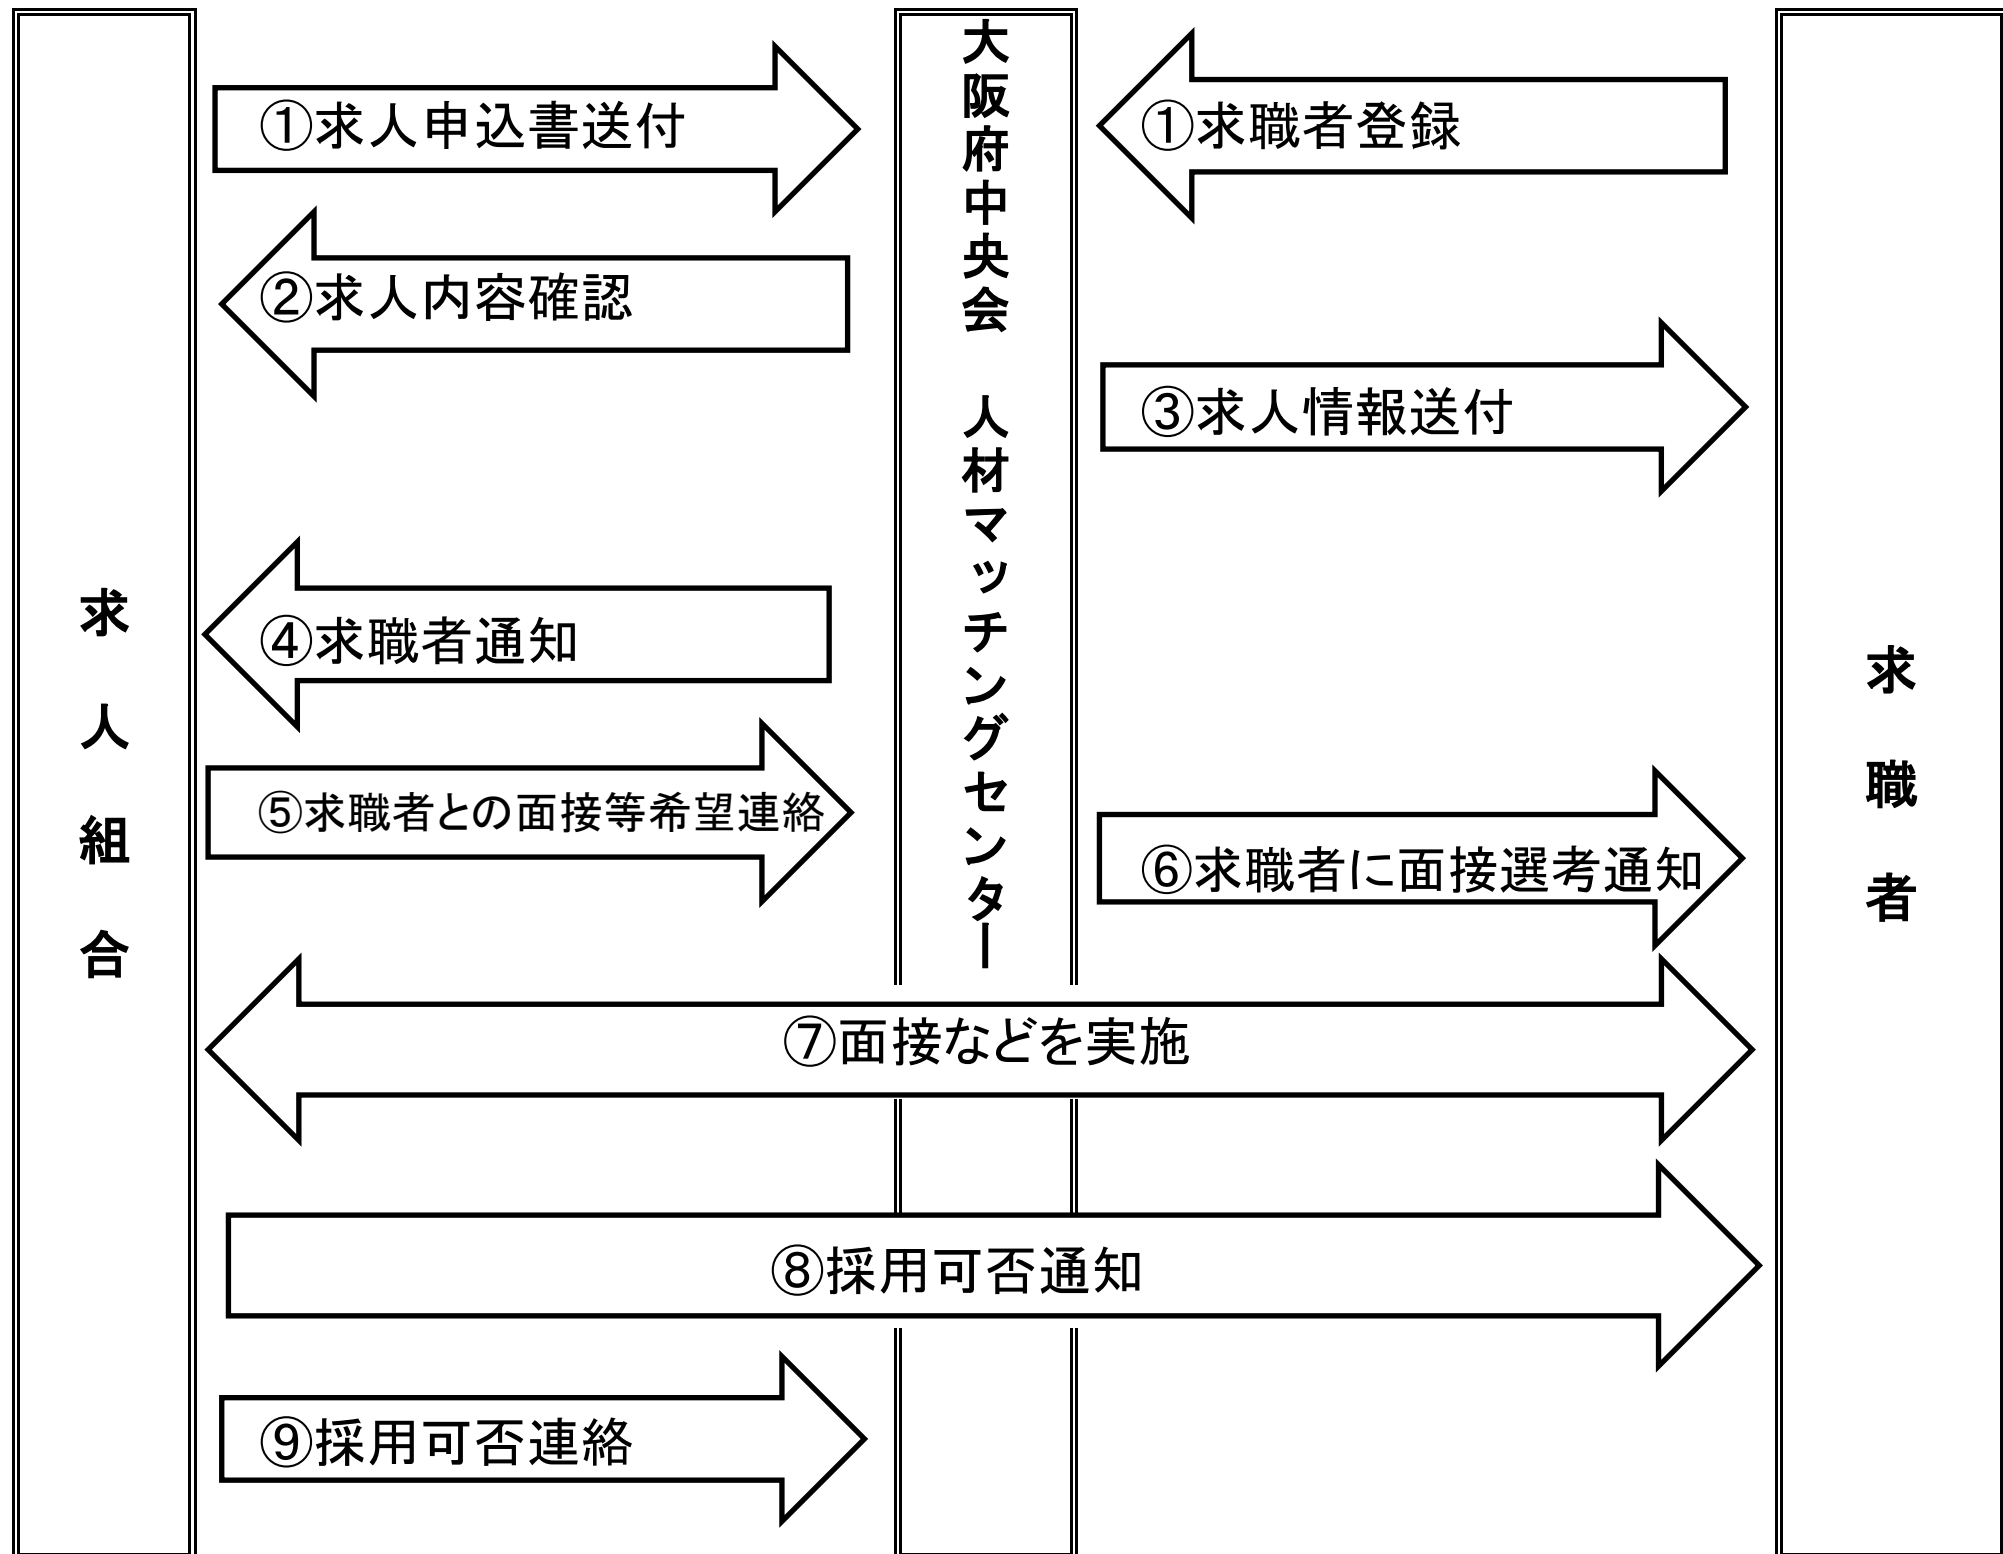 大阪府中央会　人材マッチングセンター
求人組合
求職者
①求人申込書送付
①求職者登録
②求人内容確認
③求人情報送付
④求職者通知
⑤求職者との面接等希望連絡
⑥求職者に面接選考通知
⑦面接などを実施
⑧採用可否通知
⑨採用可否連絡